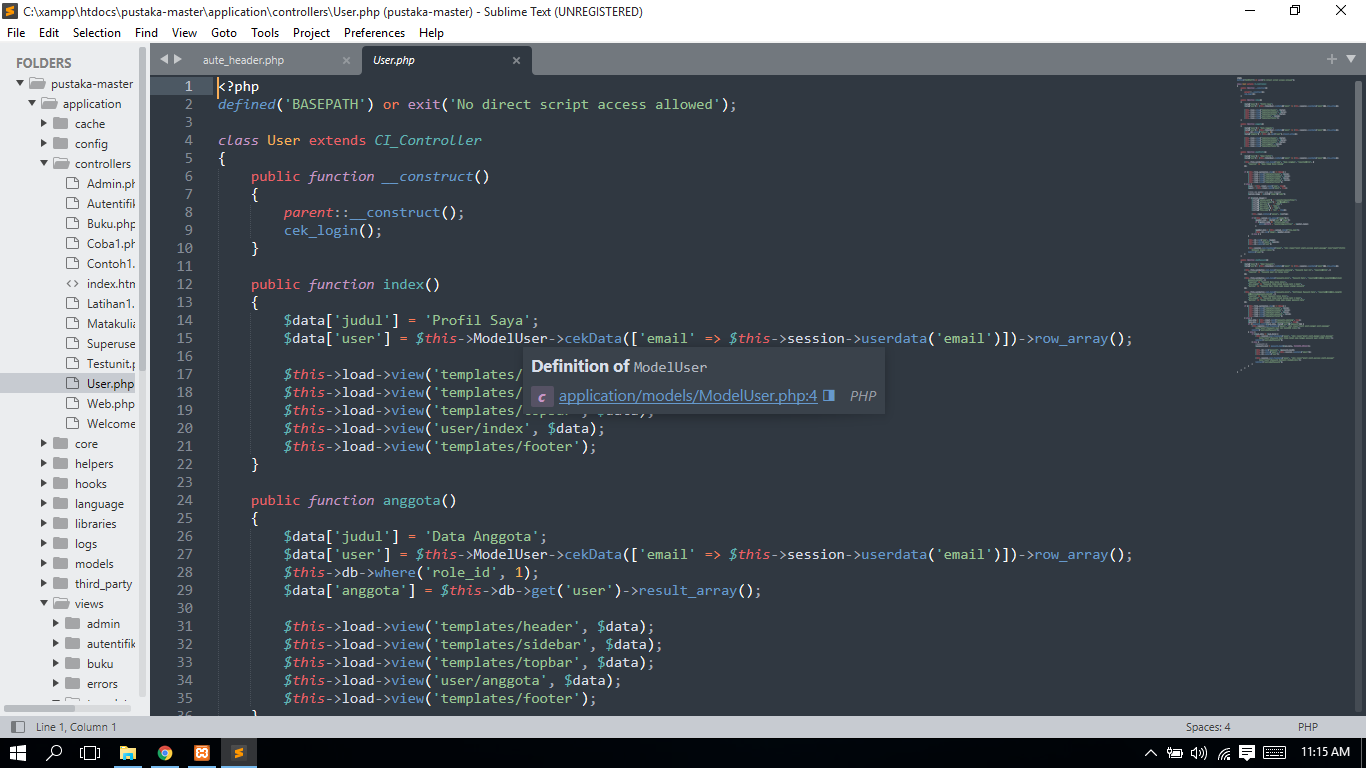 C:\xampp\htdocs\pustaka-master\application\controllers\User.php (pustaka-master) - Sublime Text (UNREGISTERED)
File Edit Selection Find View Goto Tools Project Preferences Help
FOLDERS
pustaka-master
application
cache
config
controllers
Admin.ph
Autentifik
Buku.php
Coba1.ph
Contoh1.
index.htm
Latihan1.
Matakulia
Superuse
Testunit.p
User.php
Web.php
Welcome
core
helpers
hooks
language
libraries
logs
models
third_party
views
admin
autentifik
buku
errors
aute_header.php
User.php
1 <?php
2 defined('BASEPATH') or exit('No direct script access allowed');
3
4 class User extends CI_Controller
5 {
6 public function __construct()
7 {
8 parent::__construct();
9 cek_login();
10 }
11
12 public function index()
13 {
14 $data['judul'] = 'Profil Saya';
15 $data['user'] = $this->ModelUser->cekData(['email' => $this->session->userdata('email')])->row_array();
16
17 $this->load->view('templates/
18 $this->load->view('templates/
19 $this->load->view('templates/topbar', $data);
20 $this->load->view('user/index', $data);
21 $this->load->view('templates/footer');
22 }
23
24 public function anggota()
25 {
26 $data['judul'] = 'Data Anggota';
27 $data['user'] = $this->ModelUser->cekData(['email' => $this->session->userdata('email')])->row_array();
28 $this->db->where('role_id', 1);
29 $data['anggota'] = $this->db->get('user')->result_array();
30
31 $this->load->view('templates/header', $data);
32 $this->load->view('templates/sidebar', $data);
33 $this->load->view('templates/topbar', $data);
34 $this->load->view('user/anggota', $data);
35 $this->load->view('templates/footer');
36 }
Definition of ModelUser
c application/models/ModelUser.php:4 PHP
Line 1, Column 1
Spaces: 4
PHP
11:15 AM